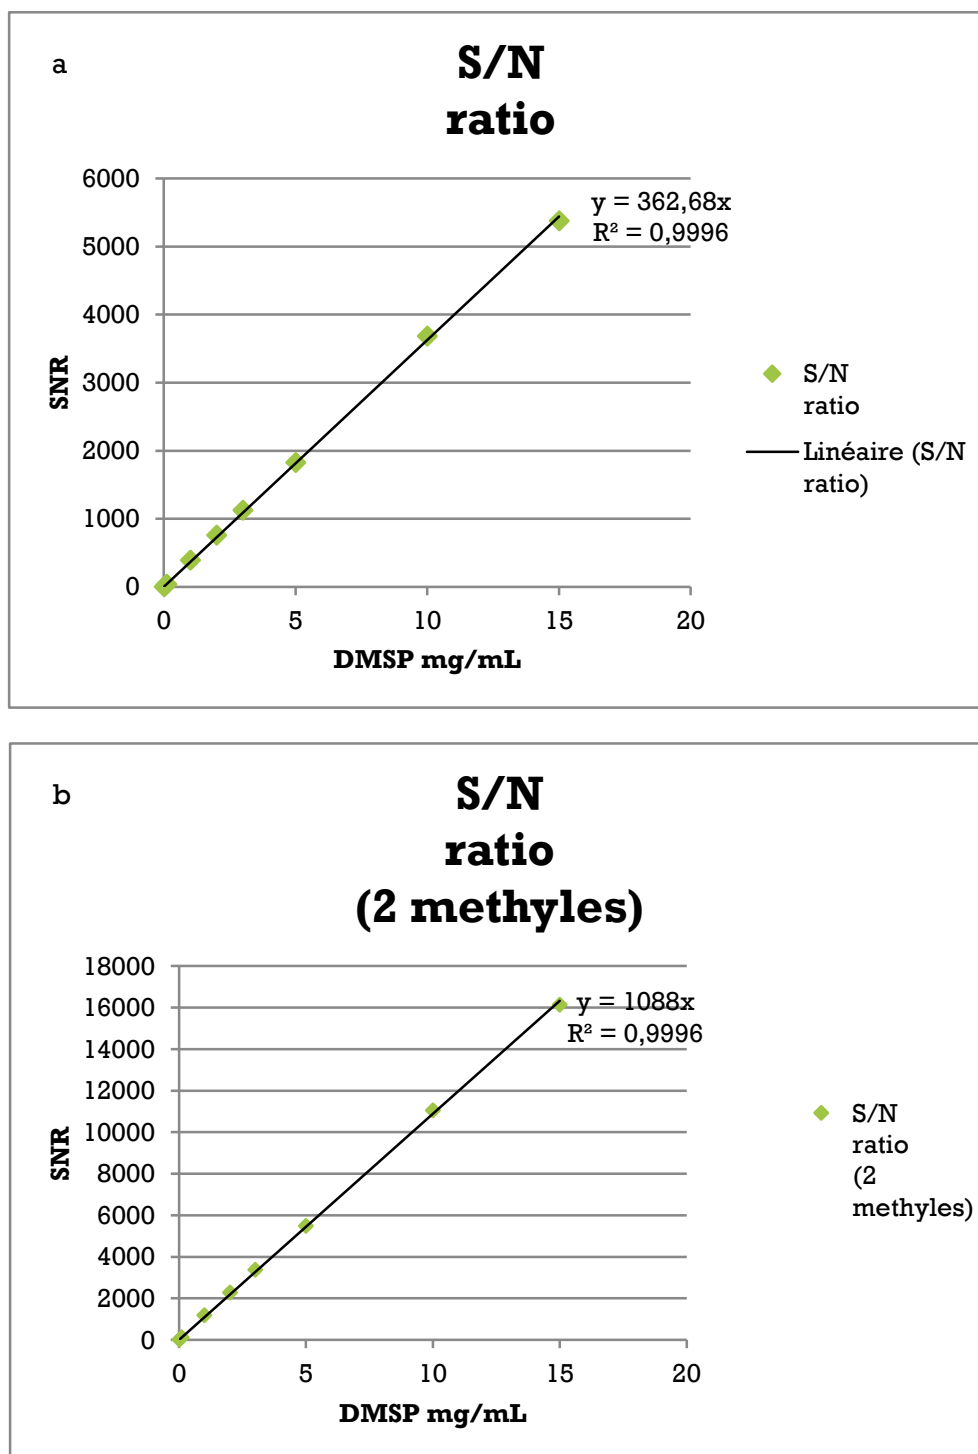 a
S/N
ratio
6000
5000
4000
3000
2000
1000
0
SNR
y = 362,68x
R² = 0,9996
0 5 10 15 20
DMSP mg/mL
S/N
ratio
Linéaire (S/N
ratio)
b
S/N
ratio
(2 methyles)
18000
16000
14000
12000
10000
8000
6000
4000
2000
0
SNR
y = 1088x
R² = 0,9996
0 5 10 15 20
DMSP mg/mL
S/N
ratio
(2
methyles)